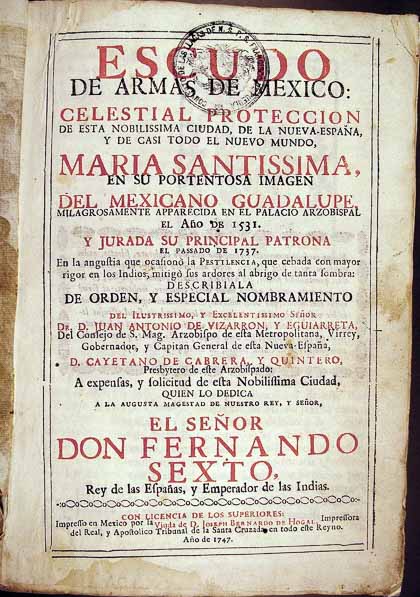 ESCUDO
DE ARMAS DE MEXICO:
CELESTIAL PROTECCION
DE ESTA NOBILISSIMA CIUDAD, DE LA NUEVA-ESPAÑA,
Y DE CASI TODO EL NUEVO MUNDO,
MARIA SANTISSIMA,
EN SU PORTENTOSA IMAGEN
DEL MEXICANO GUADALUPE,
MILAGROSAMENTE APPARECIDA EN EL PALACIO ARZOBISPAL
EL Año DE 1531.
Y JURADA SU PRINCIPAL PATRONA
EL PASSADO DE 1737.
En la angustia que ocasionò la PESTILENCIA, que cebada con mayor
rigor en los Indios, mitigò sus ardores al abrigo de tanta sombra:
DESCRIBIALA
DE ORDEN, Y ESPECIAL NOMBRAMIENTO
DEL ILUSTRISSIMO, Y EXCELENTISSIMO SEÑOR
Dr. D. JUAN ANTONIO DE VIZARRON, Y EGUIARRETA,
Del Consejo de S. Mag. Arzobispo de esta Metropolitana, Virrey,
Governador, y Capitan General de esta Nueva-España,
D. CAYETANO DE CABRERA, Y QUINTERO,
Presbytero de este Arzobispado:
A expensas, y solicitud de esta Nobilissima Ciudad,
QUIEN LO DEDICA
A LA AUGUSTA MAGESTAD DE NUESTRO REY, Y SEÑOR,
EL SEÑOR
DON FERNANDO
SEXTO,
Rey de las Españas, y Emperador de las Indias.
CON LICENCIA DE LOS SUPERIORES:
Impresso en Mexico por la Viuda de D. JOSEPH BERNARDO DE HOGAL, Impressora
del Real, y Apostolico Tribunal de la Santa Cruzada en todo este Reyno.
Año de 1747.